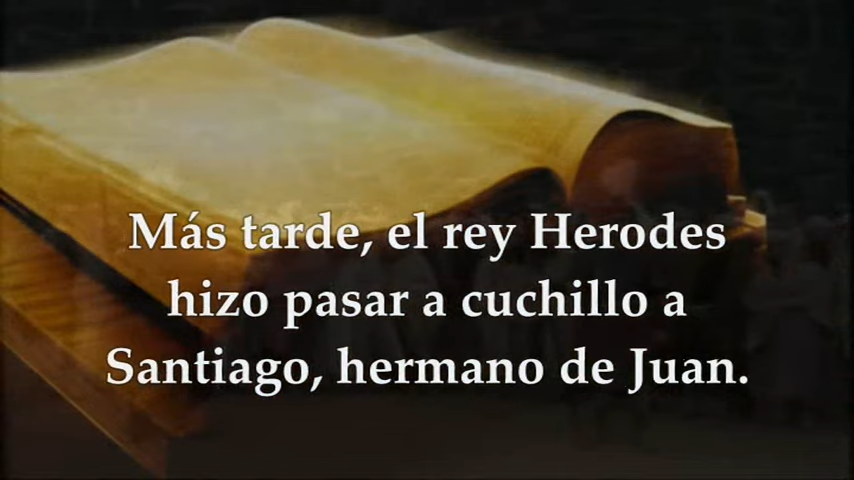 Más tarde, el rey Herodes
hizo pasar a cuchillo a
Santiago, hermano de Juan.